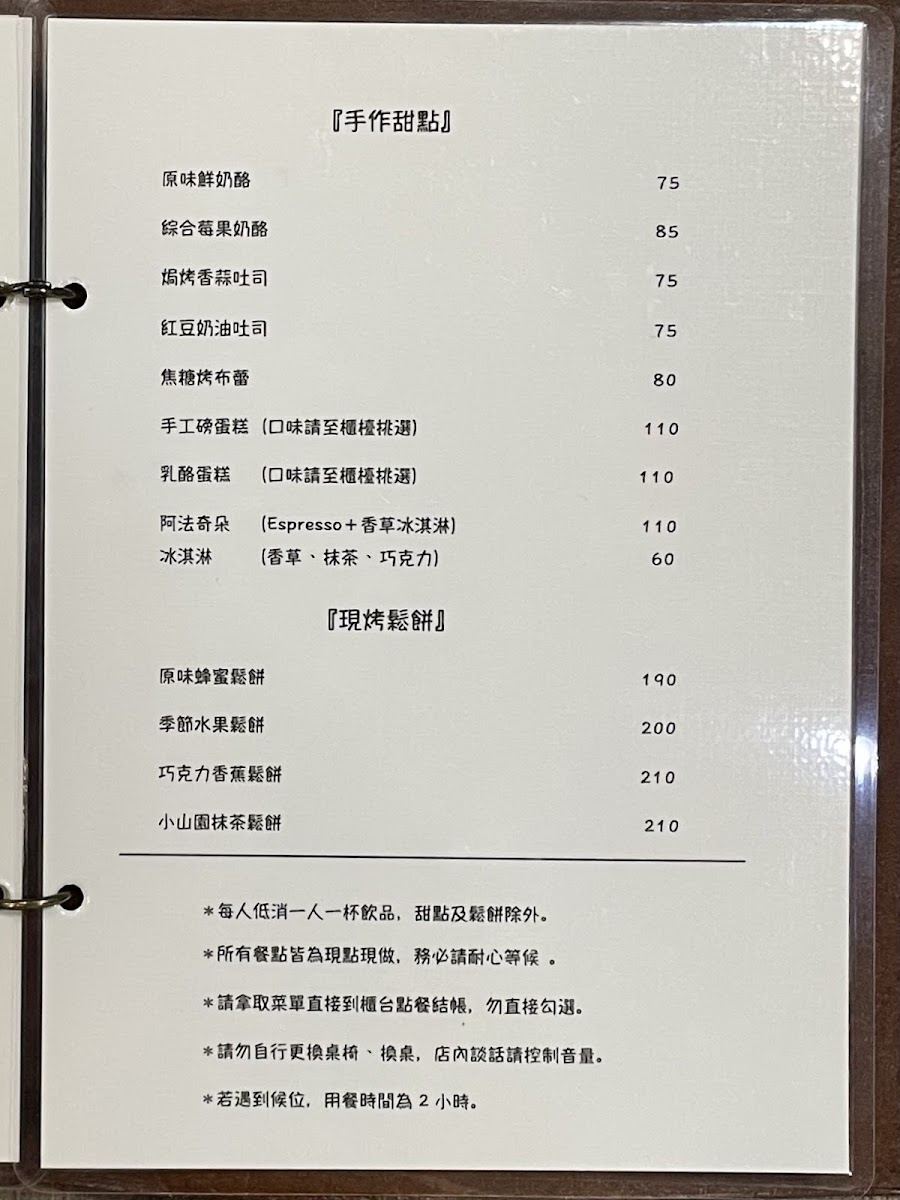 『手作甜點』
原味鮮奶酪 75
綜合莓果奶酪 85
焗烤香蒜吐司 75
紅豆奶油吐司 75
焦糖烤布蕾 80
手工磅蛋糕 (口味請至櫃檯挑選) 110
乳酪蛋糕 (口味請至櫃檯挑選) 110
阿法奇朵 (Espresso+香草冰淇淋) 110
冰淇淋 (香草、抹茶、巧克力) 60
『現烤鬆餅』
原味蜂蜜鬆餅 190
季節水果鬆餅 200
巧克力香蕉鬆餅 210
小山園抹茶鬆餅 210
*每人低消一人一杯飲品,甜點及鬆餅除外。
*所有餐點皆為現點現做,務必請耐心等候 。
*請拿取菜單直接到櫃台點餐結帳,勿直接勾選。
*請勿自行更換桌椅、換桌,店內談話請控制音量。
*若遇到候位,用餐時間為 2 小時。